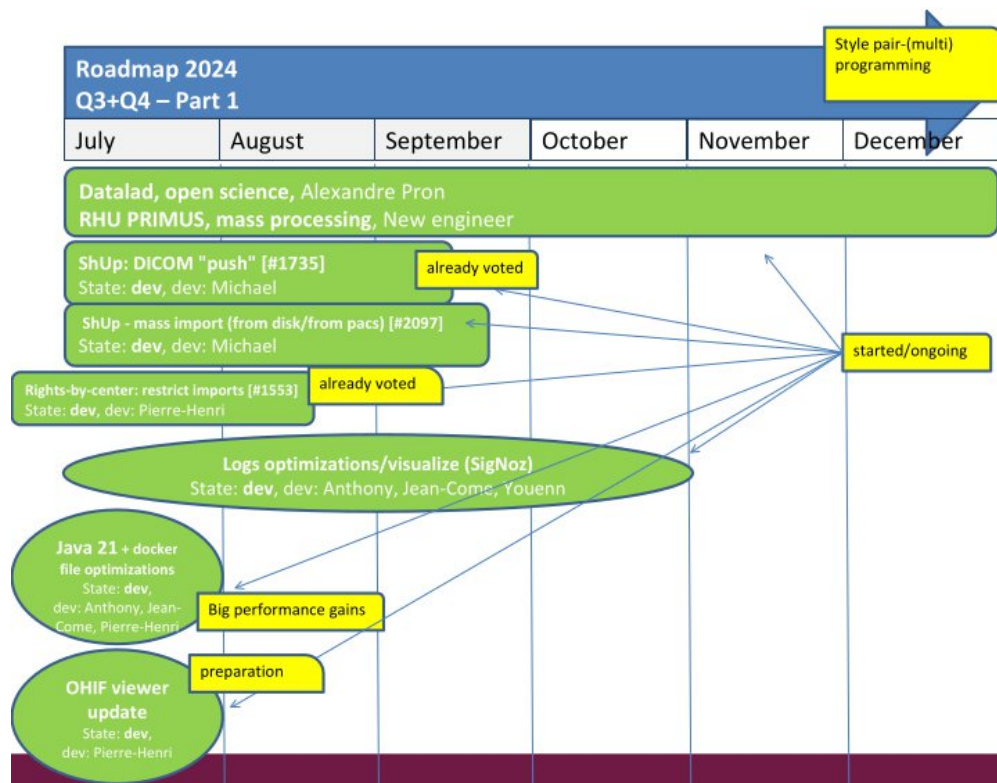 Style pair-(multi)
programming
Roadmap 2024
Q3+Q4 – Part 1
July
August
September
October
November
December
Datalad, open science, Alexandre Pron
RHU PRIMUS, mass processing, New engineer
ShUp: DICOM "push" [#1735]
State: dev, dev: Michael
already voted
ShUp - mass import (from disk/from pacs) [#2097]
State: dev, dev: Michael
started/ongoing
Rights-by-center: restrict imports [#1553]
State: dev, dev: Pierre-Henri
already voted
Logs optimizations/visualize (SigNoz)
State: dev, dev: Anthony, Jean-Come, Youenn
Java 21 + docker
file optimizations
State: dev,
dev: Anthony, Jean-
Come, Pierre-Henri
Big performance gains
preparation
OHIF viewer
update
State: dev,
dev: Pierre-Henri